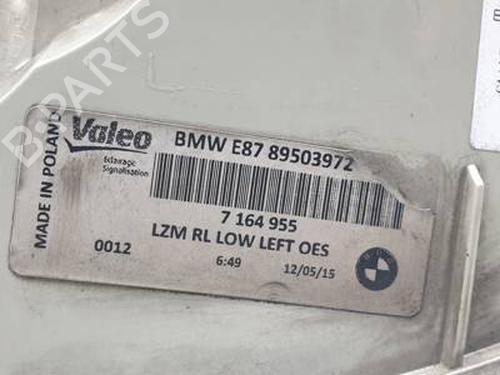 B-PARTS
MADE IN POLAND
Valeo
Eclairage
Signalisation
BMW E87 89503972
7 164 955
LZM RL LOW LEFT OES
0012
6:49
12/05/15